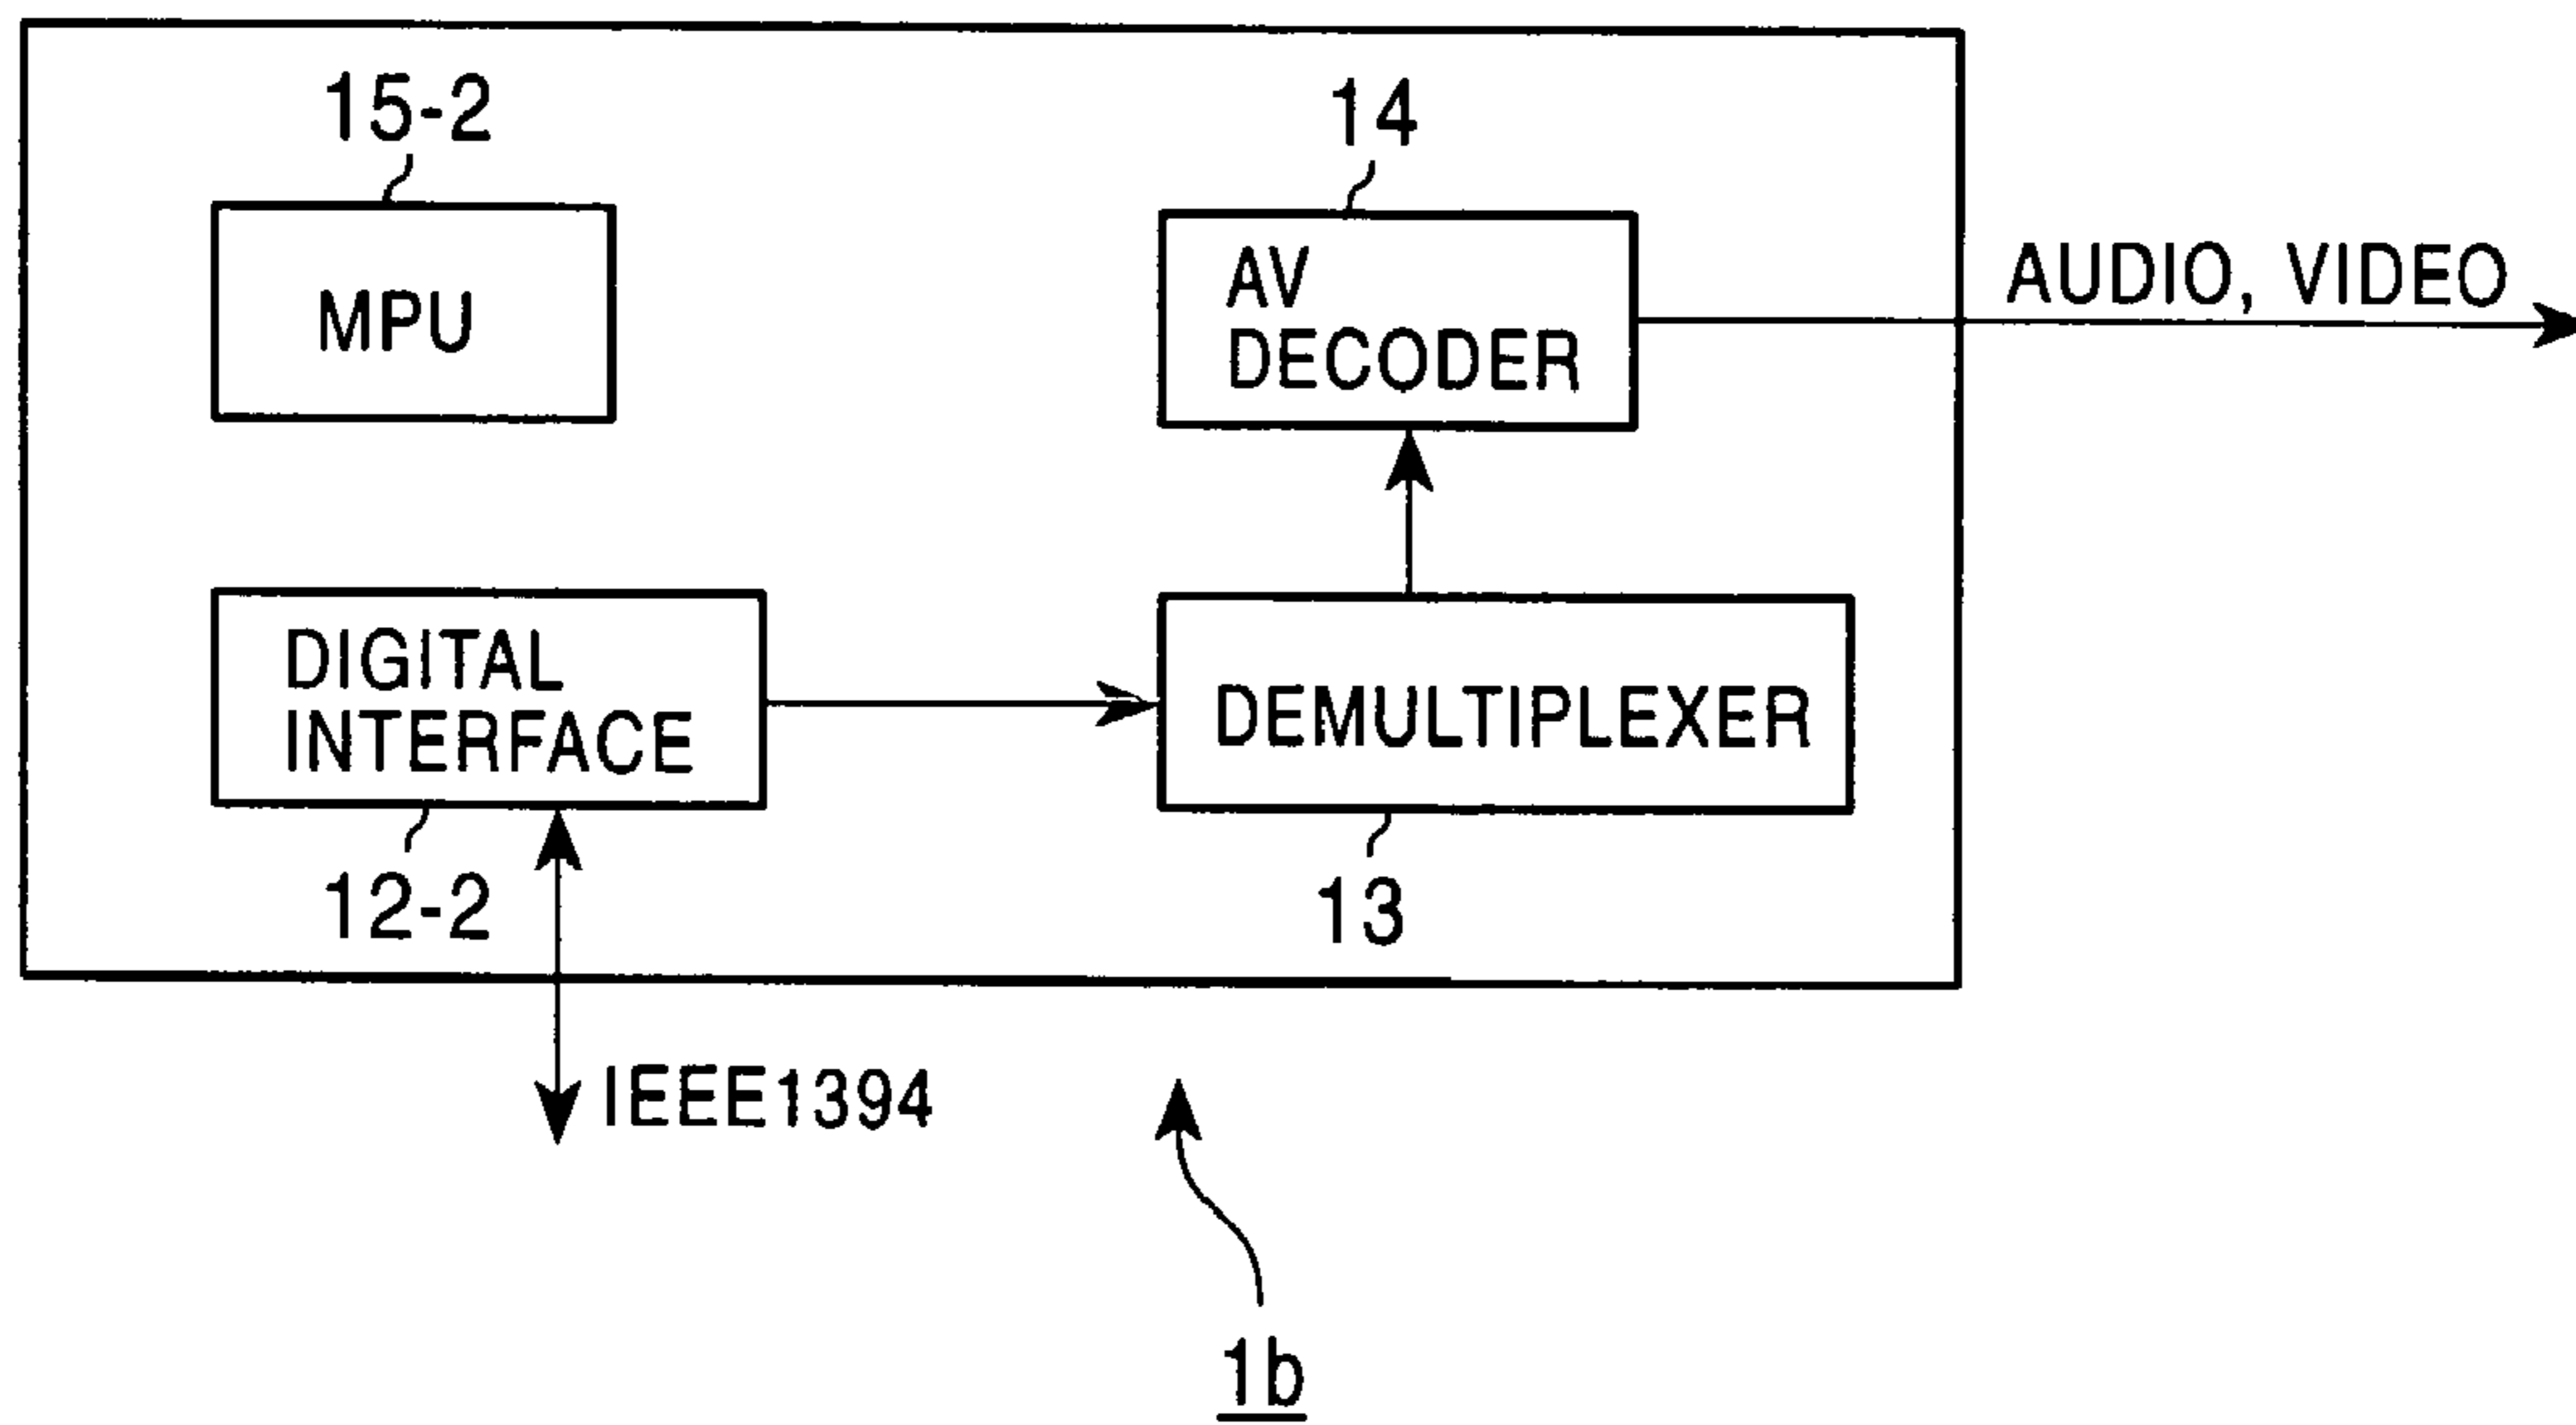 15-2
14
MPU
AV
DECODER
AUDIO, VIDEO
DIGITAL
INTERFACE
DEMULTIPLEXER
12-2
13
IEEE1394
1b